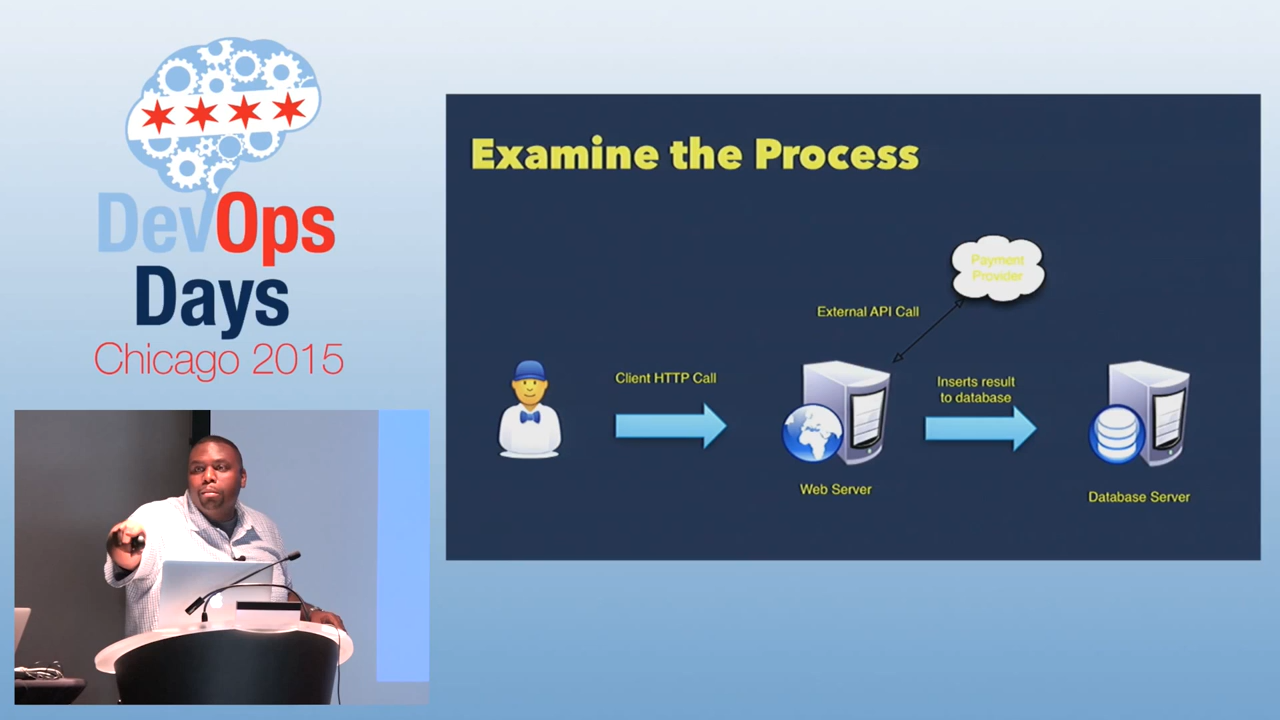 DevOps
Days
Chicago 2015
Examine the Process
Payment
Provider
External API Call
Client HTTP Call
Inserts result
to database
Web Server
Database Server